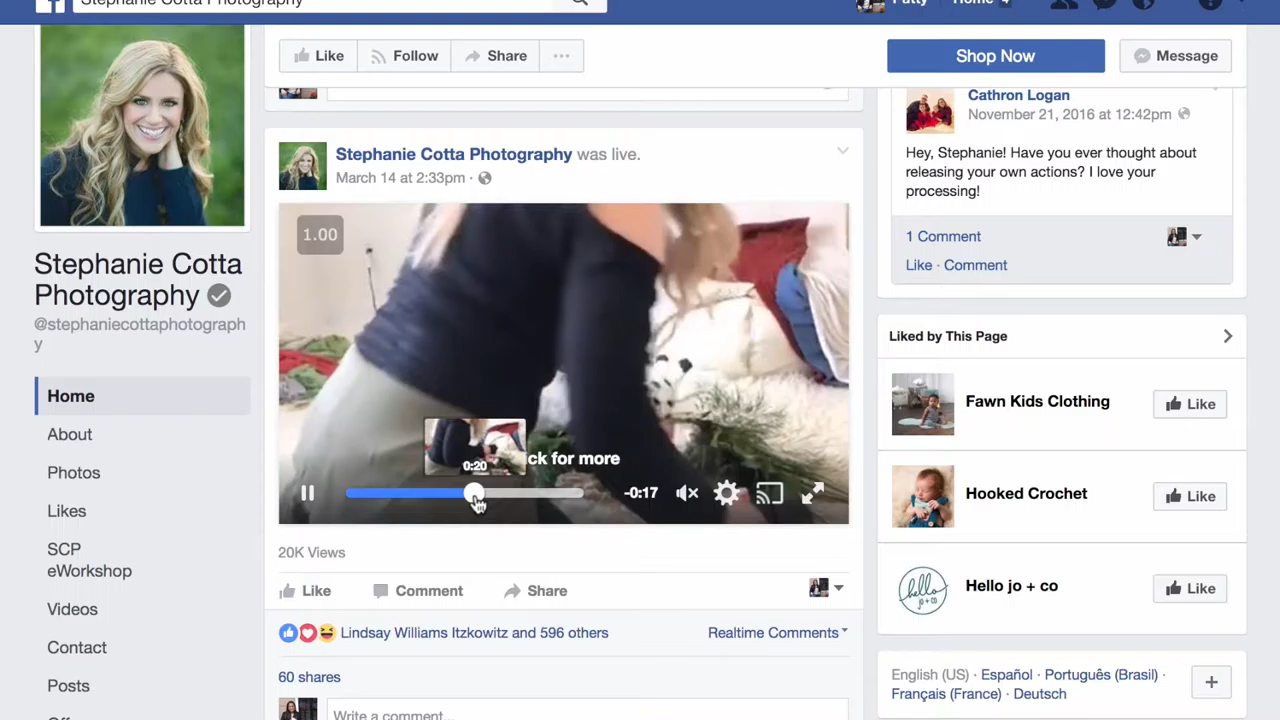 Stephanie Cotta Photography
Patty
Home 4
Like
Follow
Share
Shop Now
Message
Stephanie Cotta
Photography
@stephaniecottaphotograph
y
Home
About
Photos
Likes
SCP
eWorkshop
Videos
Contact
Posts
Stephanie Cotta Photography was live.
March 14 at 2:33pm ·
1.00
0:20
ck for more
-0:17
20K Views
Like
Comment
Share
Lindsay Williams Itzkowitz and 596 others
Realtime Comments
60 shares
Write a comment...
Cathron Logan
November 21, 2016 at 12:42pm
Hey, Stephanie! Have you ever thought about
releasing your own actions? I love your
processing!
1 Comment
Like · Comment
Liked by This Page
Fawn Kids Clothing
Like
Hooked Crochet
Like
hello
jo + co
Hello jo + co
Like
English (US) · Español · Português (Brasil) ·
Français (France) · Deutsch